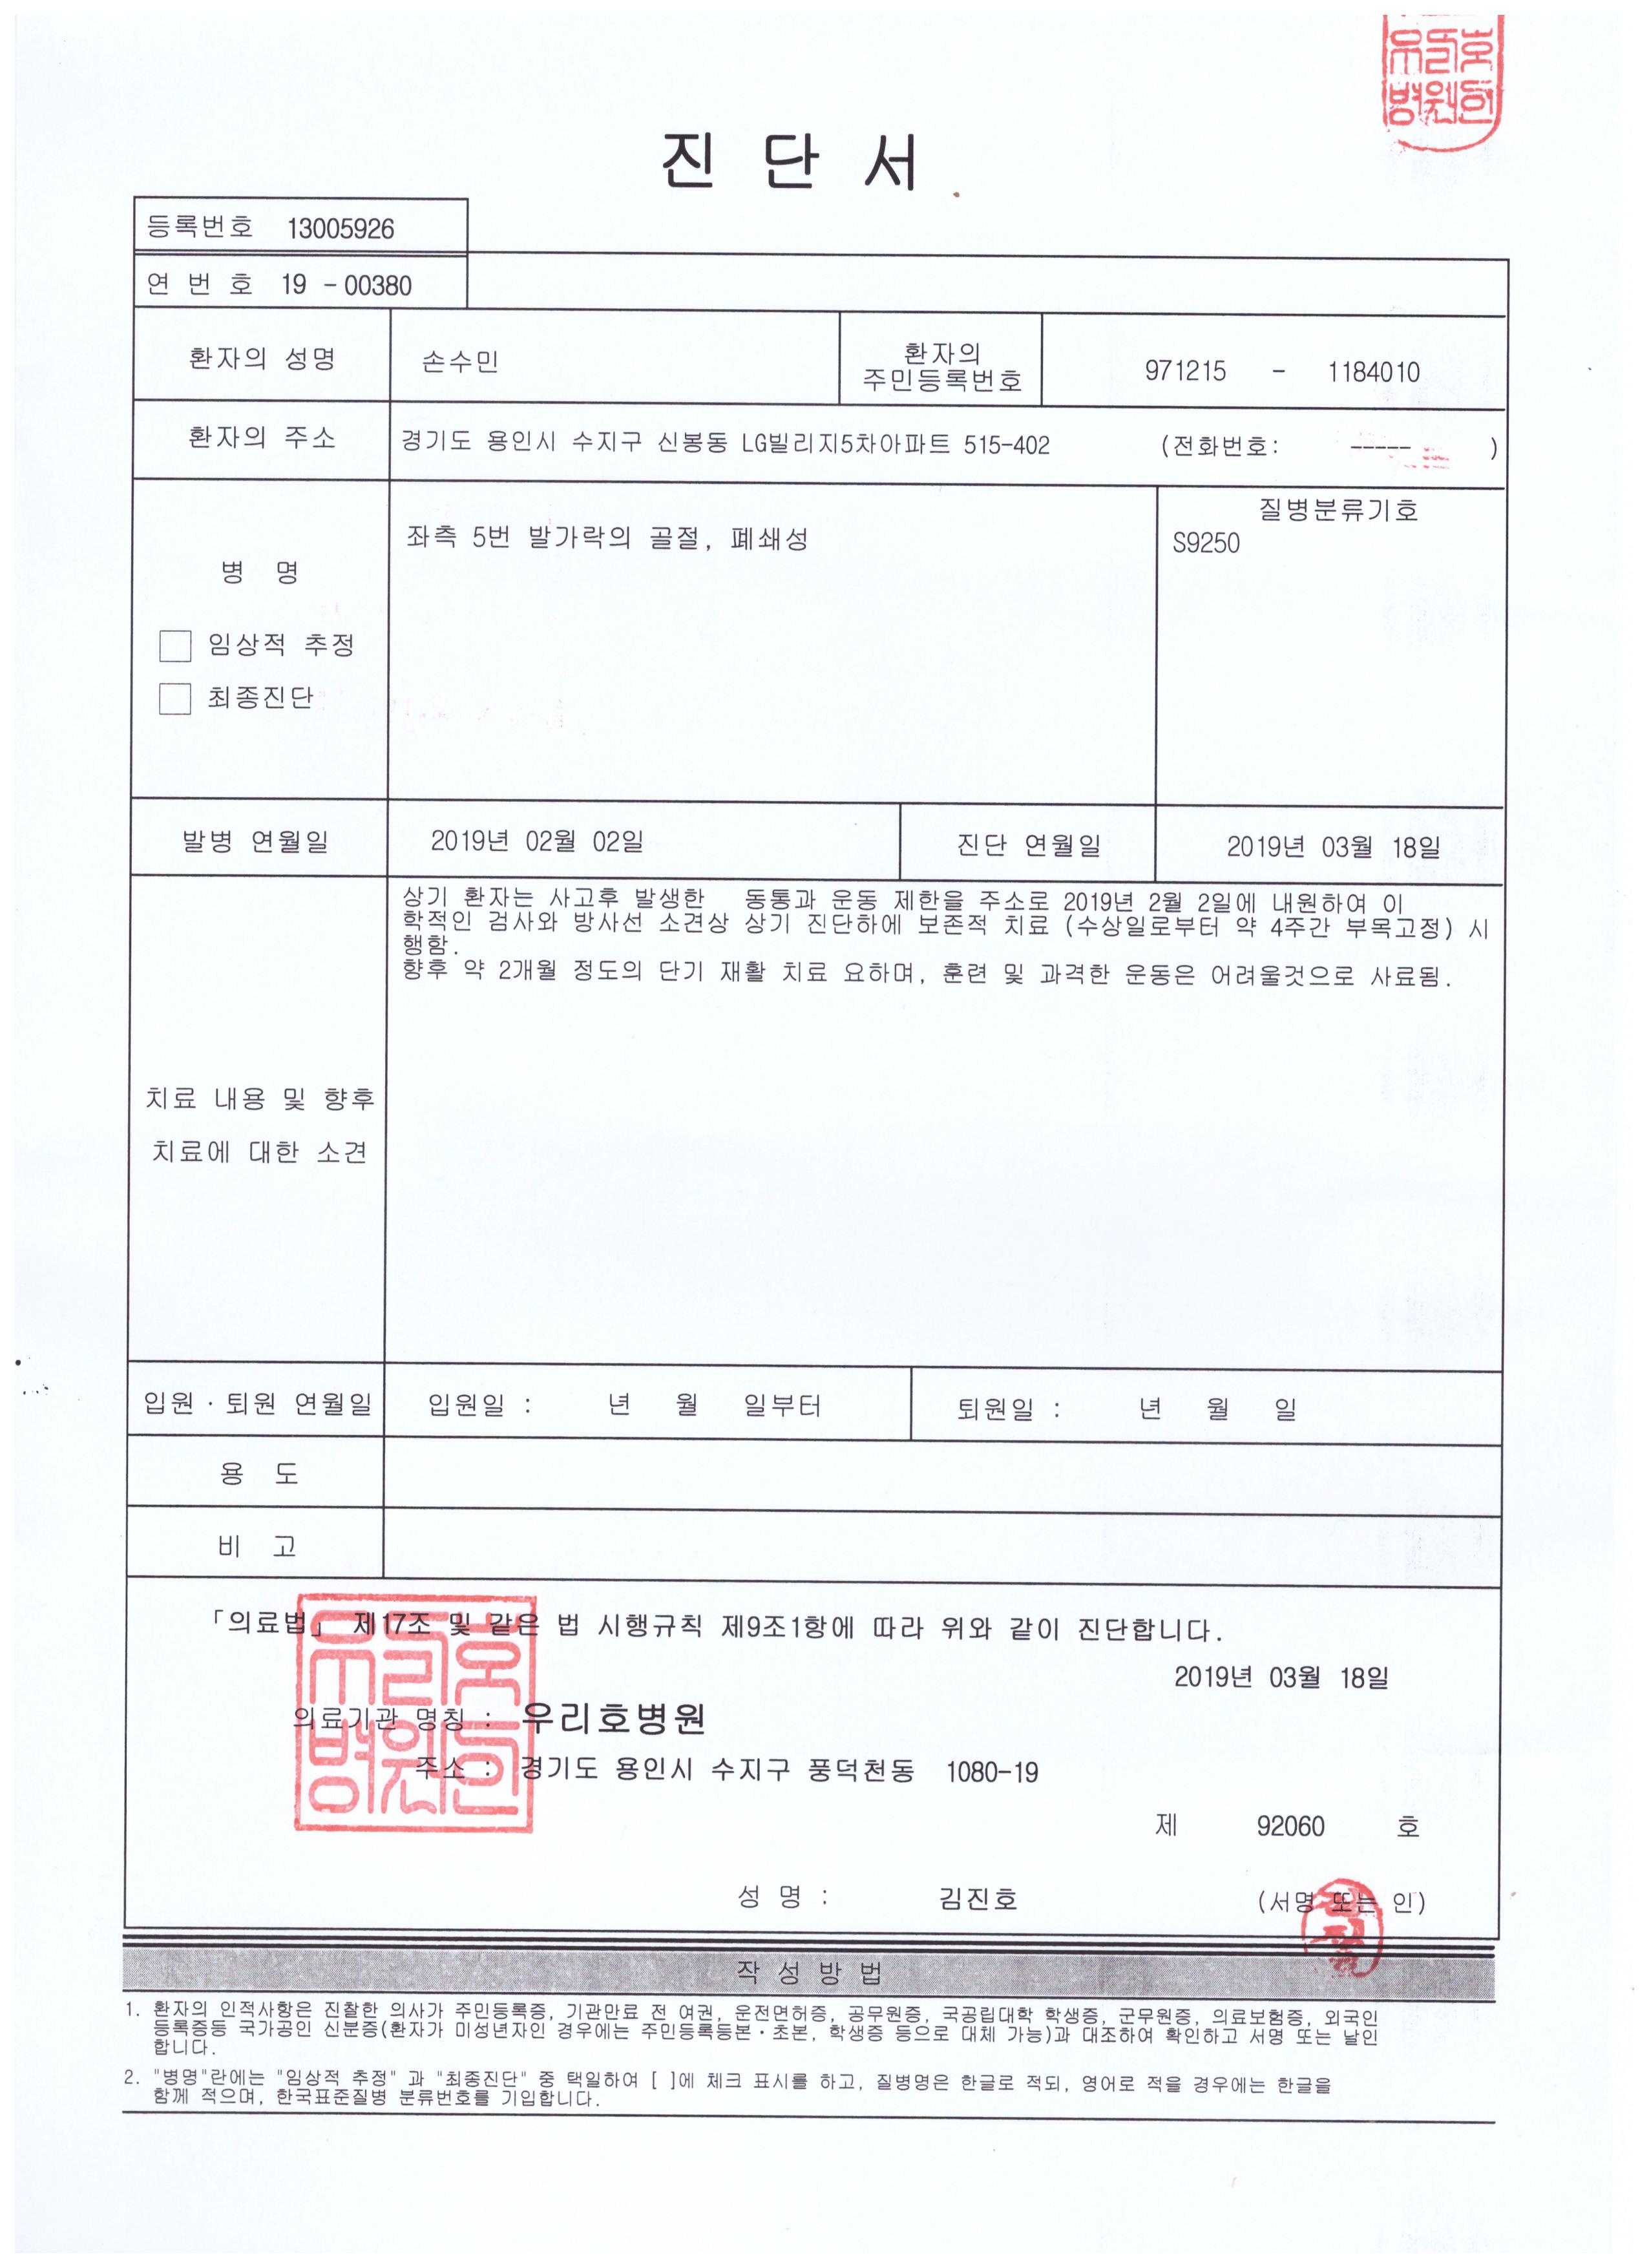 진 단 서
등록번호 13005926
연 번 호 19 - 00380
환자의 성명 손수민 환자의 주민등록번호 971215 - 1184010
환자의 주소 경기도 용인시 수지구 신봉동 LG빌리지5차아파트 515-402 (전화번호: ----- )
병 명
좌측 5번 발가락의 골절, 폐쇄성
질병분류기호
S9250
임상적 추정
최종진단
발병 연월일 2019년 02월 02일 진단 연월일 2019년 03월 18일
치료 내용 및 향후
치료에 대한 소견
상기 환자는 사고후 발생한 동통과 운동 제한을 주소로 2019년 2월 2일에 내원하여 이
학적인 검사와 방사선 소견상 상기 진단하에 보존적 치료 (수상일로부터 약 4주간 부목고정) 시
행함.
향후 약 2개월 정도의 단기 재활 치료 요하며, 훈련 및 과격한 운동은 어려울것으로 사료됨.
입원 · 퇴원 연월일 입원일 : 년 월 일부터 퇴원일 : 년 월 일
용 도
비 고
「의료법」 제17조 및 같은 법 시행규칙 제9조1항에 따라 위와 같이 진단합니다.
2019년 03월 18일
의료기관 명칭 : 우리호병원
주소 : 경기도 용인시 수지구 풍덕천동 1080-19
제 92060 호
성 명 : 김진호 (서명 또는 인)
작 성 방 법
1. 환자의 인적사항은 진찰한 의사가 주민등록증, 기관만료 전 여권, 운전면허증, 공무원증, 국공립대학 학생증, 군무원증, 의료보험증, 외국인
등록증등 국가공인 신분증(환자가 미성년자인 경우에는 주민등록등본·초본, 학생증 등으로 대체 가능)과 대조하여 확인하고 서명 또는 날인
합니다.
2. "병명"란에는 "임상적 추정" 과 "최종진단" 중 택일하여 [ ]에 체크 표시를 하고, 질병명은 한글로 적되, 영어로 적을 경우에는 한글을
함께 적으며, 한국표준질병 분류번호를 기입합니다.